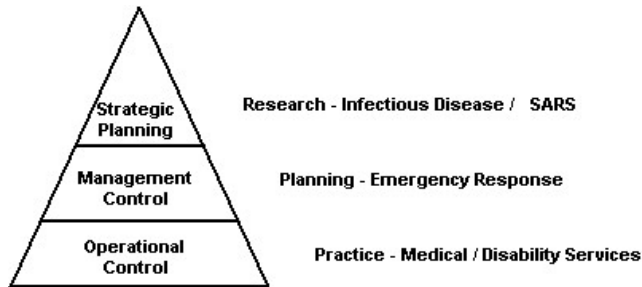 Strategic
Planning
Research - Infectious Disease / SARS
Management
Control
Planning - Emergency Response
Operational
Control
Practice - Medical / Disability Services